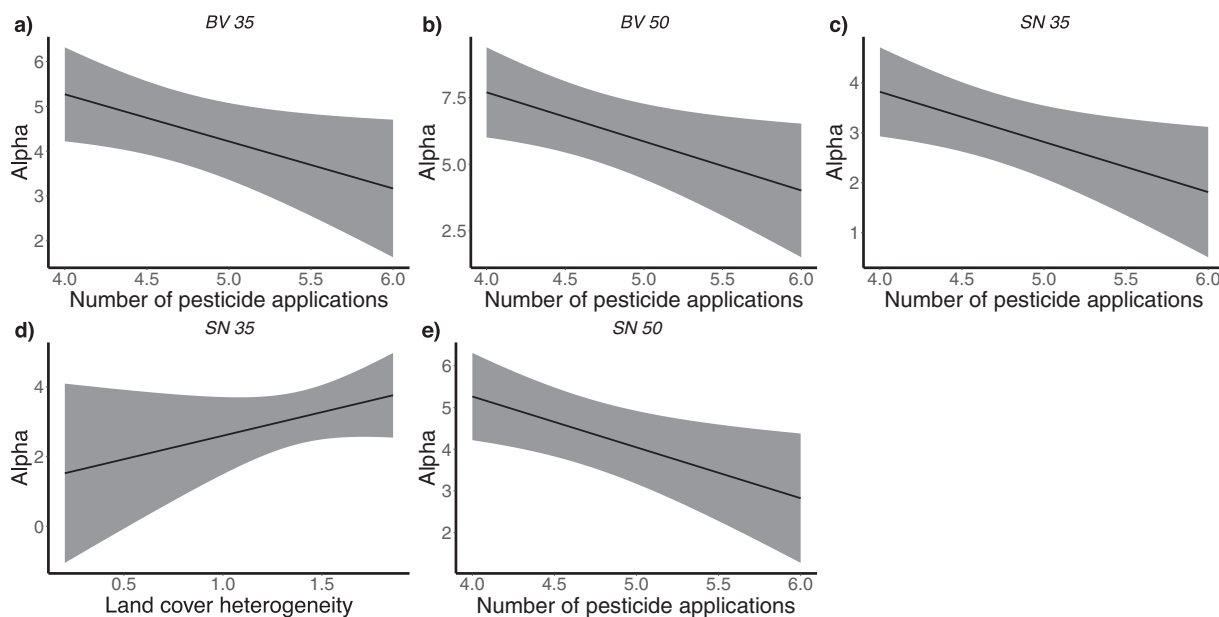 a)
BV 35
Alpha
6
5
4
3
2
4.0 4.5 5.0 5.5 6.0
Number of pesticide applications
b)
BV 50
Alpha
7.5
5.0
2.5
4.0 4.5 5.0 5.5 6.0
Number of pesticide applications
c)
SN 35
Alpha
4
3
2
1
4.0 4.5 5.0 5.5 6.0
Number of pesticide applications
d)
SN 35
Alpha
4
2
0
0.5 1.0 1.5
Land cover heterogeneity
e)
SN 50
Alpha
6
5
4
3
2
4.0 4.5 5.0 5.5 6.0
Number of pesticide applications